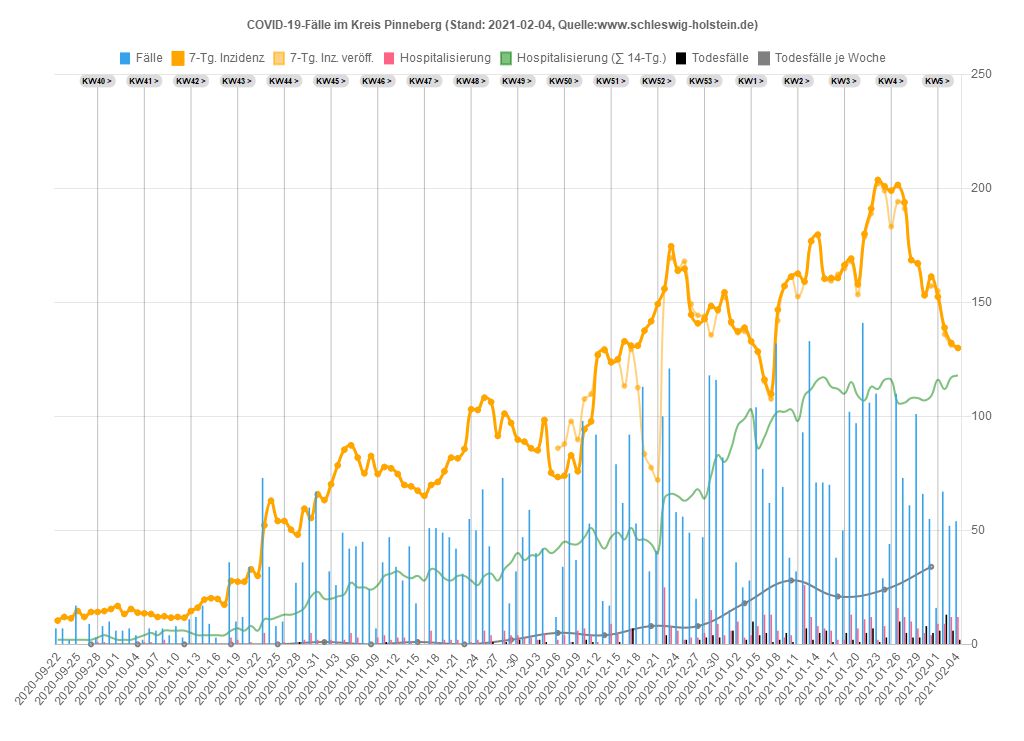 COVID-19-Fälle im Kreis Pinneberg (Stand: 2021-02-04, Quelle:www.schleswig-holstein.de)
Fälle 7-Tg. Inzidenz 7-Tg. Inz. veröff. Hospitalisierung Hospitalisierung (∑ 14-Tg.) Todesfälle Todesfälle je Woche
KW40 > KW41 > KW42 > KW43 > KW44 > KW45 > KW46 > KW47 > KW48 > KW49 > KW50 > KW51 > KW52 > KW53 > KW1 > KW2 > KW3 > KW4 > KW5 >
250
200
150
100
50
0
2020-09-22 2020-09-25 2020-09-28 2020-10-01 2020-10-04 2020-10-07 2020-10-10 2020-10-13 2020-10-16 2020-10-19 2020-10-22 2020-10-25 2020-10-28 2020-10-31 2020-11-03 2020-11-06 2020-11-09 2020-11-12 2020-11-15 2020-11-18 2020-11-21 2020-11-24 2020-11-27 2020-11-30 2020-12-03 2020-12-06 2020-12-09 2020-12-12 2020-12-15 2020-12-18 2020-12-21 2020-12-24 2020-12-27 2020-12-30 2021-01-02 2021-01-05 2021-01-08 2021-01-11 2021-01-14 2021-01-17 2021-01-20 2021-01-23 2021-01-26 2021-01-29 2021-02-01 2021-02-04